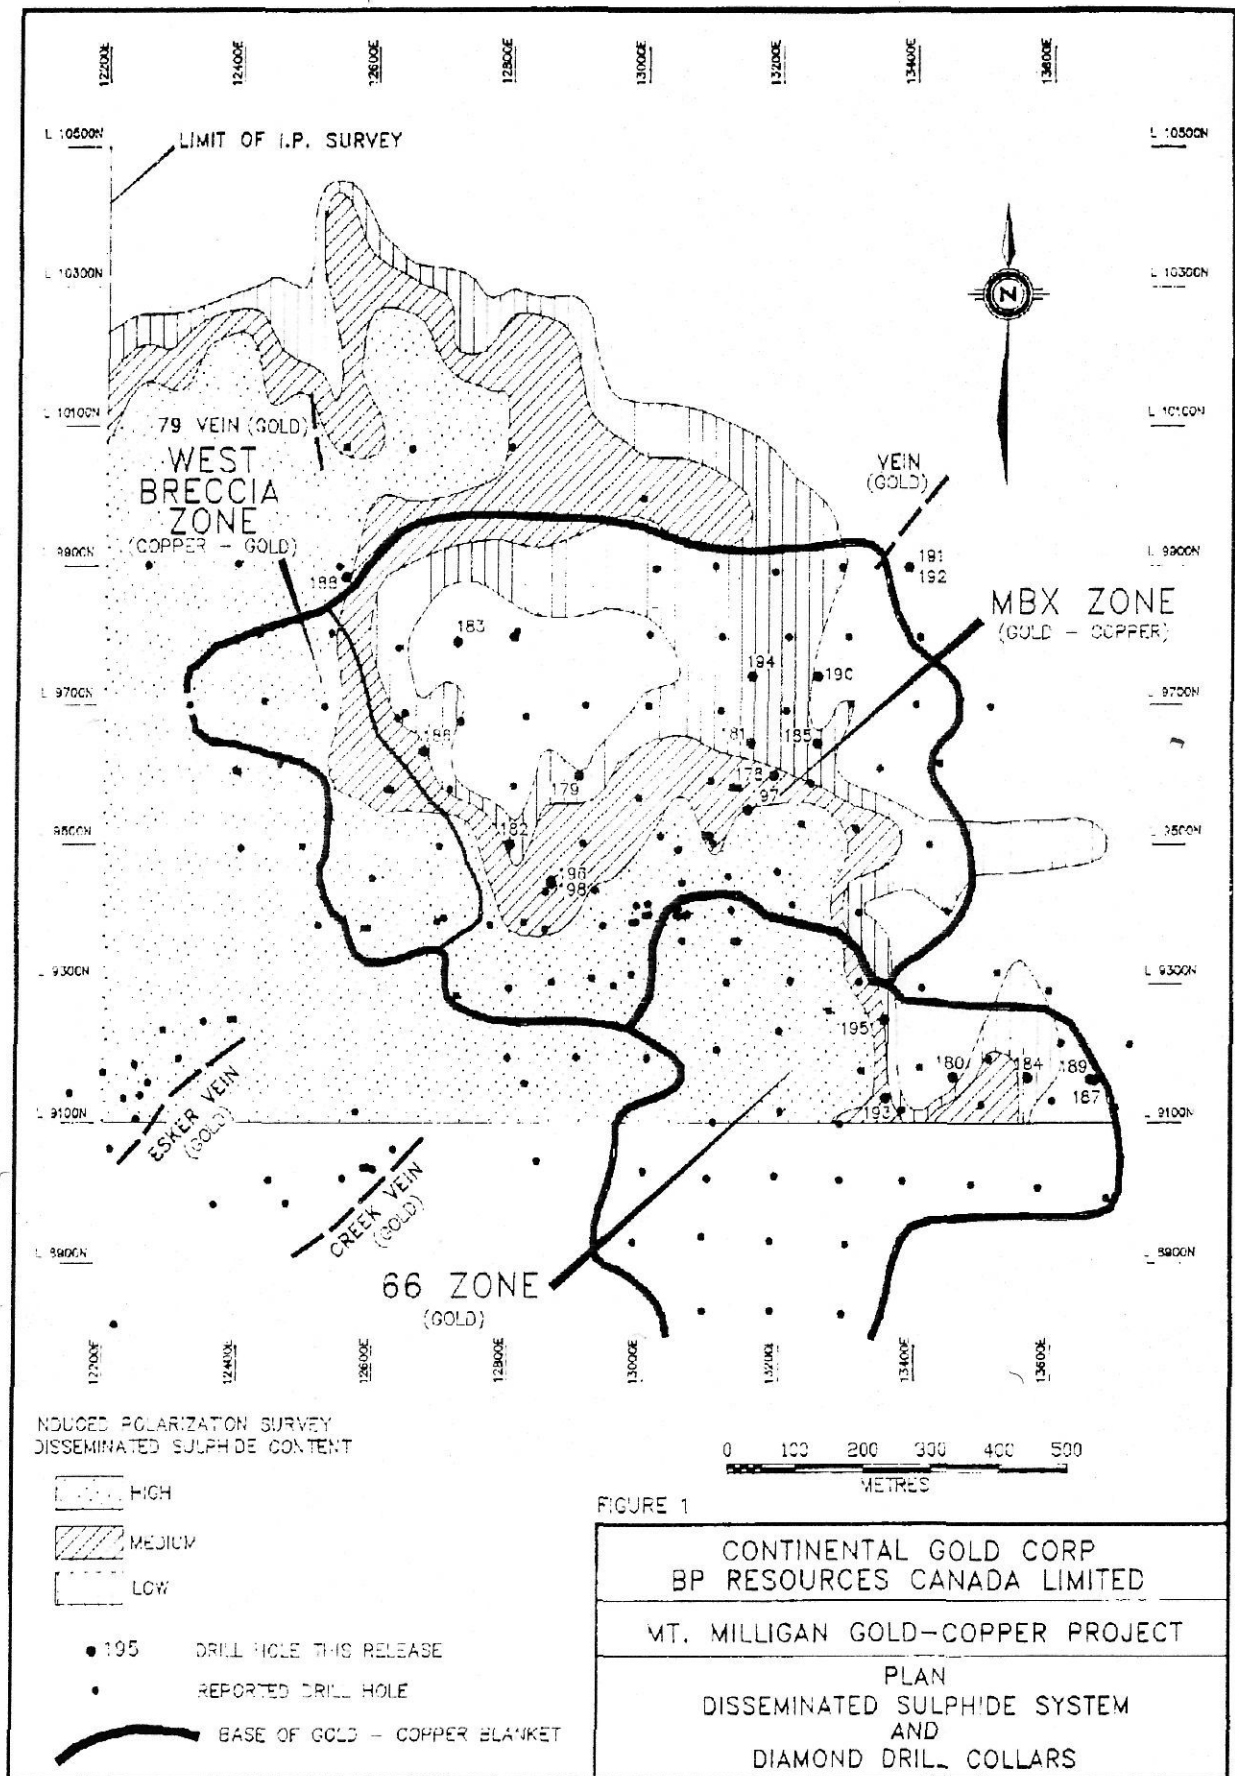 12200E
12400E
12600E
12800E
13000E
13200E
13400E
13600E
L 10500N
L 10500N
LIMIT OF I.P. SURVEY
L 10300N
L 10300N
N
L 10100N
L 10100N
79 VEIN (GOLD)
WEST
BRECCIA
ZONE
(COPPER - GOLD)
VEIN
(GOLD)
L 9900N
L 9900N
188
191
192
MBX ZONE
(GOLD - COPPER)
183
194
190
L 9700N
L 9700N
186
181
185
179
178
197
182
L 9500N
L 9500N
196
198
L 9300N
L 9300N
195
180
184
189
187
193
L 9100N
L 9100N
ESKER VEIN
(GOLD)
CREEK VEIN
(GOLD)
L 8900N
L 8900N
66 ZONE
(GOLD)
12200E
12400E
12600E
12800E
13000E
13200E
13400E
13600E
INDUCED POLARIZATION SURVEY
DISSEMINATED SULPHIDE CONTENT
HIGH
MEDIUM
LOW
0 100 200 300 400 500
METRES
FIGURE 1
195 DRILL HOLE THIS RELEASE
REPORTED DRILL HOLE
BASE OF GOLD - COPPER BLANKET
CONTINENTAL GOLD CORP
BP RESOURCES CANADA LIMITED
MT. MILLIGAN GOLD-COPPER PROJECT
PLAN
DISSEMINATED SULPHIDE SYSTEM
AND
DIAMOND DRILL COLLARS